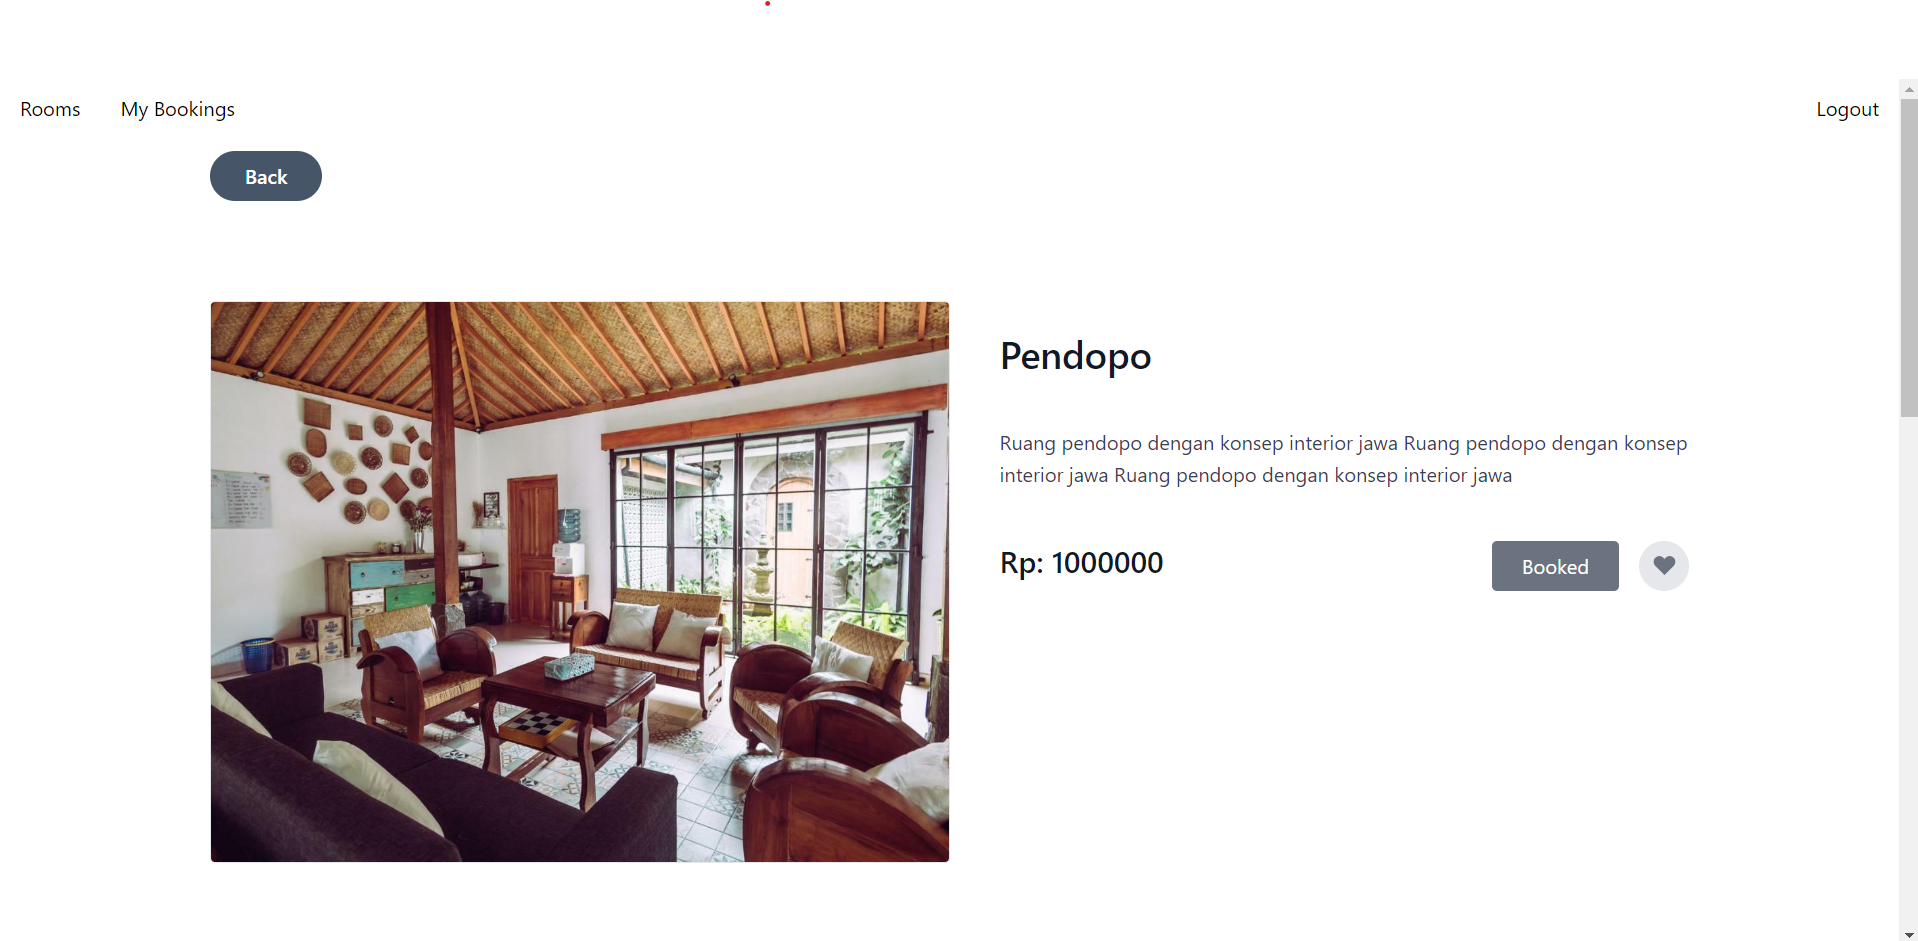 Rooms My Bookings Logout
Back
Pendopo
Ruang pendopo dengan konsep interior jawa Ruang pendopo dengan konsep
interior jawa Ruang pendopo dengan konsep interior jawa
Rp: 1000000
Booked